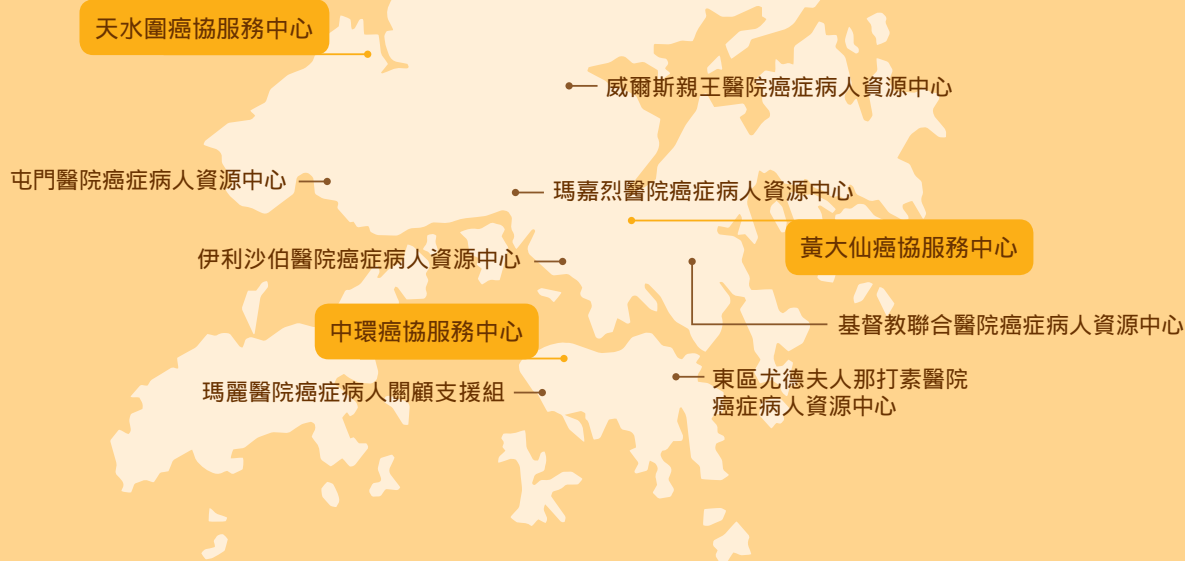 天水圍癌協服務中心
威爾斯親王醫院癌症病人資源中心
屯門醫院癌症病人資源中心
瑪嘉烈醫院癌症病人資源中心
黃大仙癌協服務中心
伊利沙伯醫院癌症病人資源中心
中環癌協服務中心
基督教聯合醫院癌症病人資源中心
瑪麗醫院癌症病人關顧支援組
東區尤德夫人那打素醫院
癌症病人資源中心